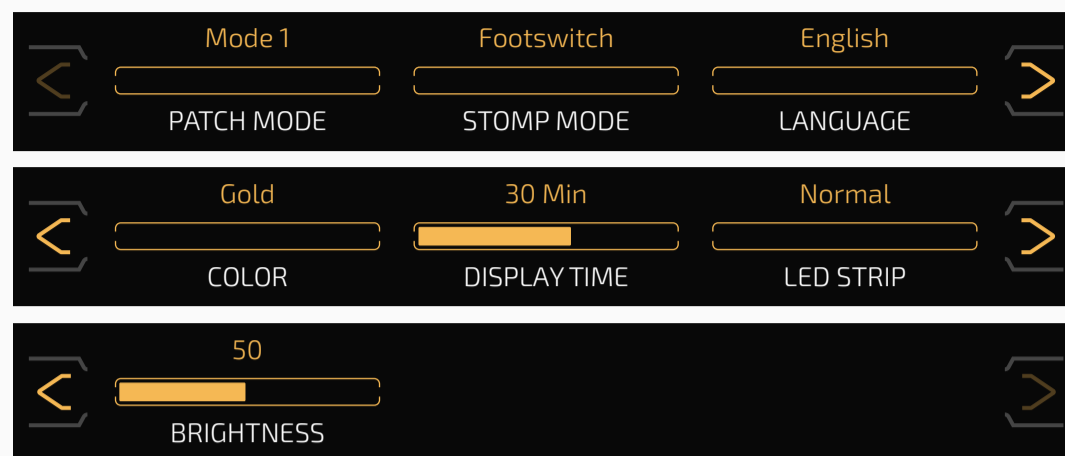 Mode 1 Footswitch English
PATCH MODE STOMP MODE LANGUAGE
Gold 30 Min Normal
COLOR DISPLAY TIME LED STRIP
50
BRIGHTNESS